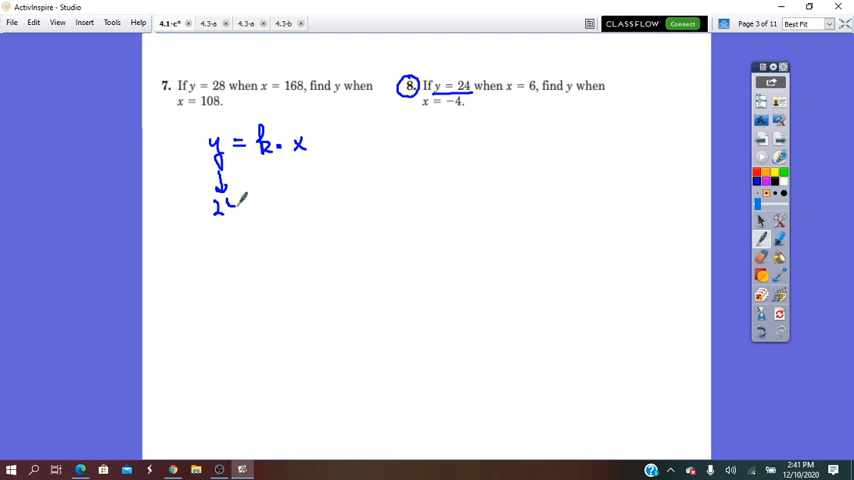 ActivInspire - Studio
File Edit View Insert Tools Help
4.1-c* 4.3-a 4.3-a 4.3-b
CLASSFLOW Connect
Page 3 of 11 Best Fit
7. If y = 28 when x = 168, find y when
x = 108.
8. If y = 24 when x = 6, find y when
x = −4.
y = k · x
24
2:41 PM
12/10/2020